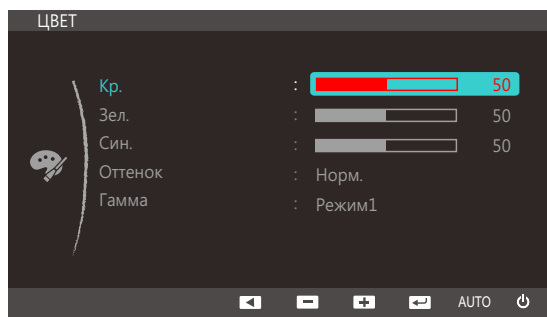 ЦВЕТ
Кр. : 50
Зел. : 50
Син. : 50
Оттенок : Норм.
Гамма : Режим1
AUTO